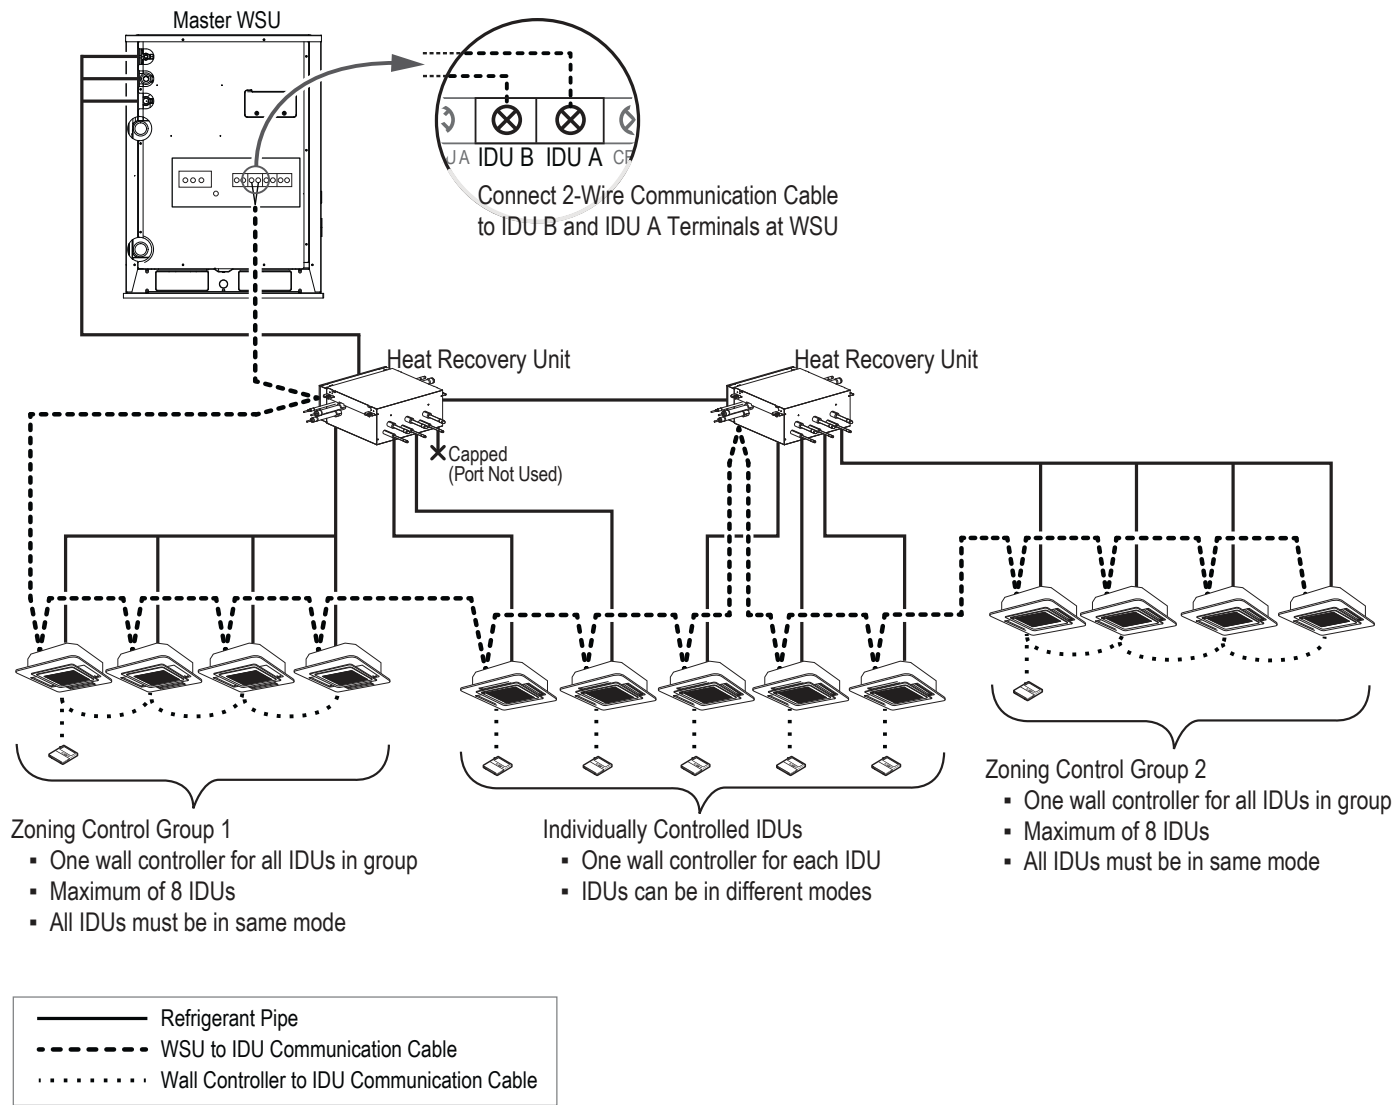 Master WSU
U A IDU B IDU A CF
Connect 2-Wire Communication Cable
to IDU B and IDU A Terminals at WSU
Heat Recovery Unit
Heat Recovery Unit
Capped
(Port Not Used)
Zoning Control Group 1
▪ One wall controller for all IDUs in group
▪ Maximum of 8 IDUs
▪ All IDUs must be in same mode
Individually Controlled IDUs
▪ One wall controller for each IDU
▪ IDUs can be in different modes
Zoning Control Group 2
▪ One wall controller for all IDUs in group
▪ Maximum of 8 IDUs
▪ All IDUs must be in same mode
Refrigerant Pipe
WSU to IDU Communication Cable
Wall Controller to IDU Communication Cable